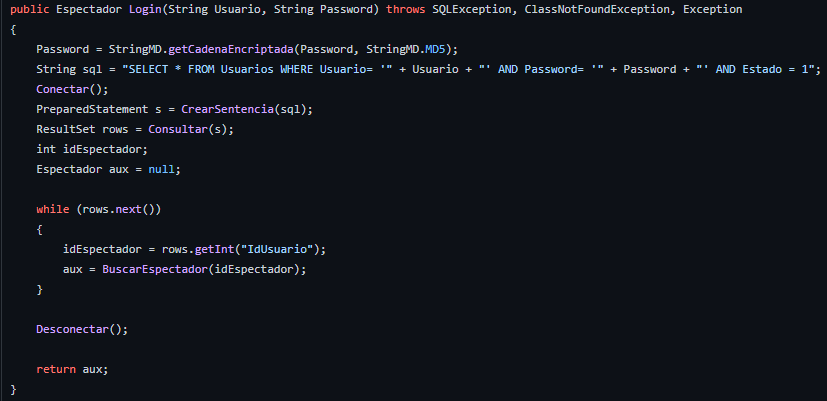 public Espectador Login(String Usuario, String Password) throws SQLException, ClassNotFoundException, Exception
{
    Password = StringMD.getCadenaEncriptada(Password, StringMD.MD5);
    String sql = "SELECT * FROM Usuarios WHERE Usuario= '" + Usuario + "' AND Password= '" + Password + "' AND Estado = 1";
    Conectar();
    PreparedStatement s = CrearSentencia(sql);
    ResultSet rows = Consultar(s);
    int idEspectador;
    Espectador aux = null;

    while (rows.next())
    {
        idEspectador = rows.getInt("IdUsuario");
        aux = BuscarEspectador(idEspectador);
    }

    Desconectar();

    return aux;
}